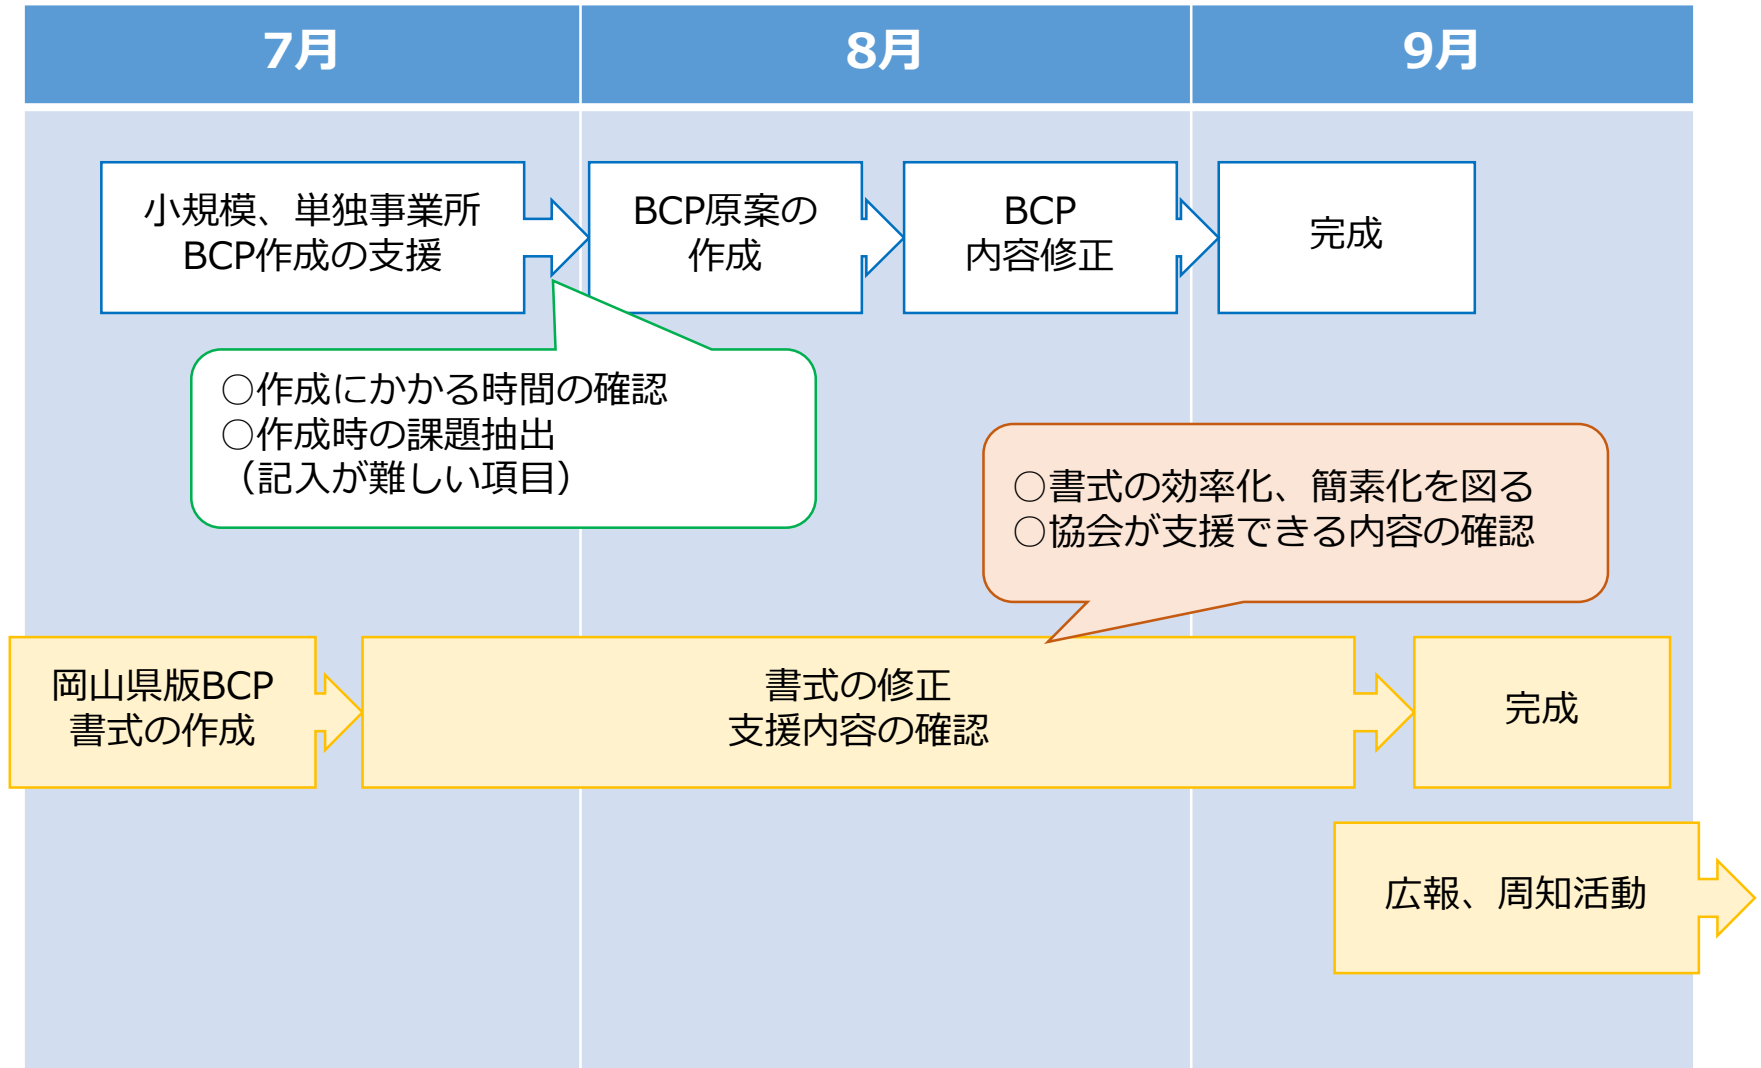 7月
8月
9月
小規模、単独事業所
BCP作成の支援
BCP原案の
作成
BCP
内容修正
完成
○作成にかかる時間の確認
○作成時の課題抽出
（記入が難しい項目）
○書式の効率化、簡素化を図る
○協会が支援できる内容の確認
岡山県版BCP
書式の作成
書式の修正
支援内容の確認
完成
広報、周知活動